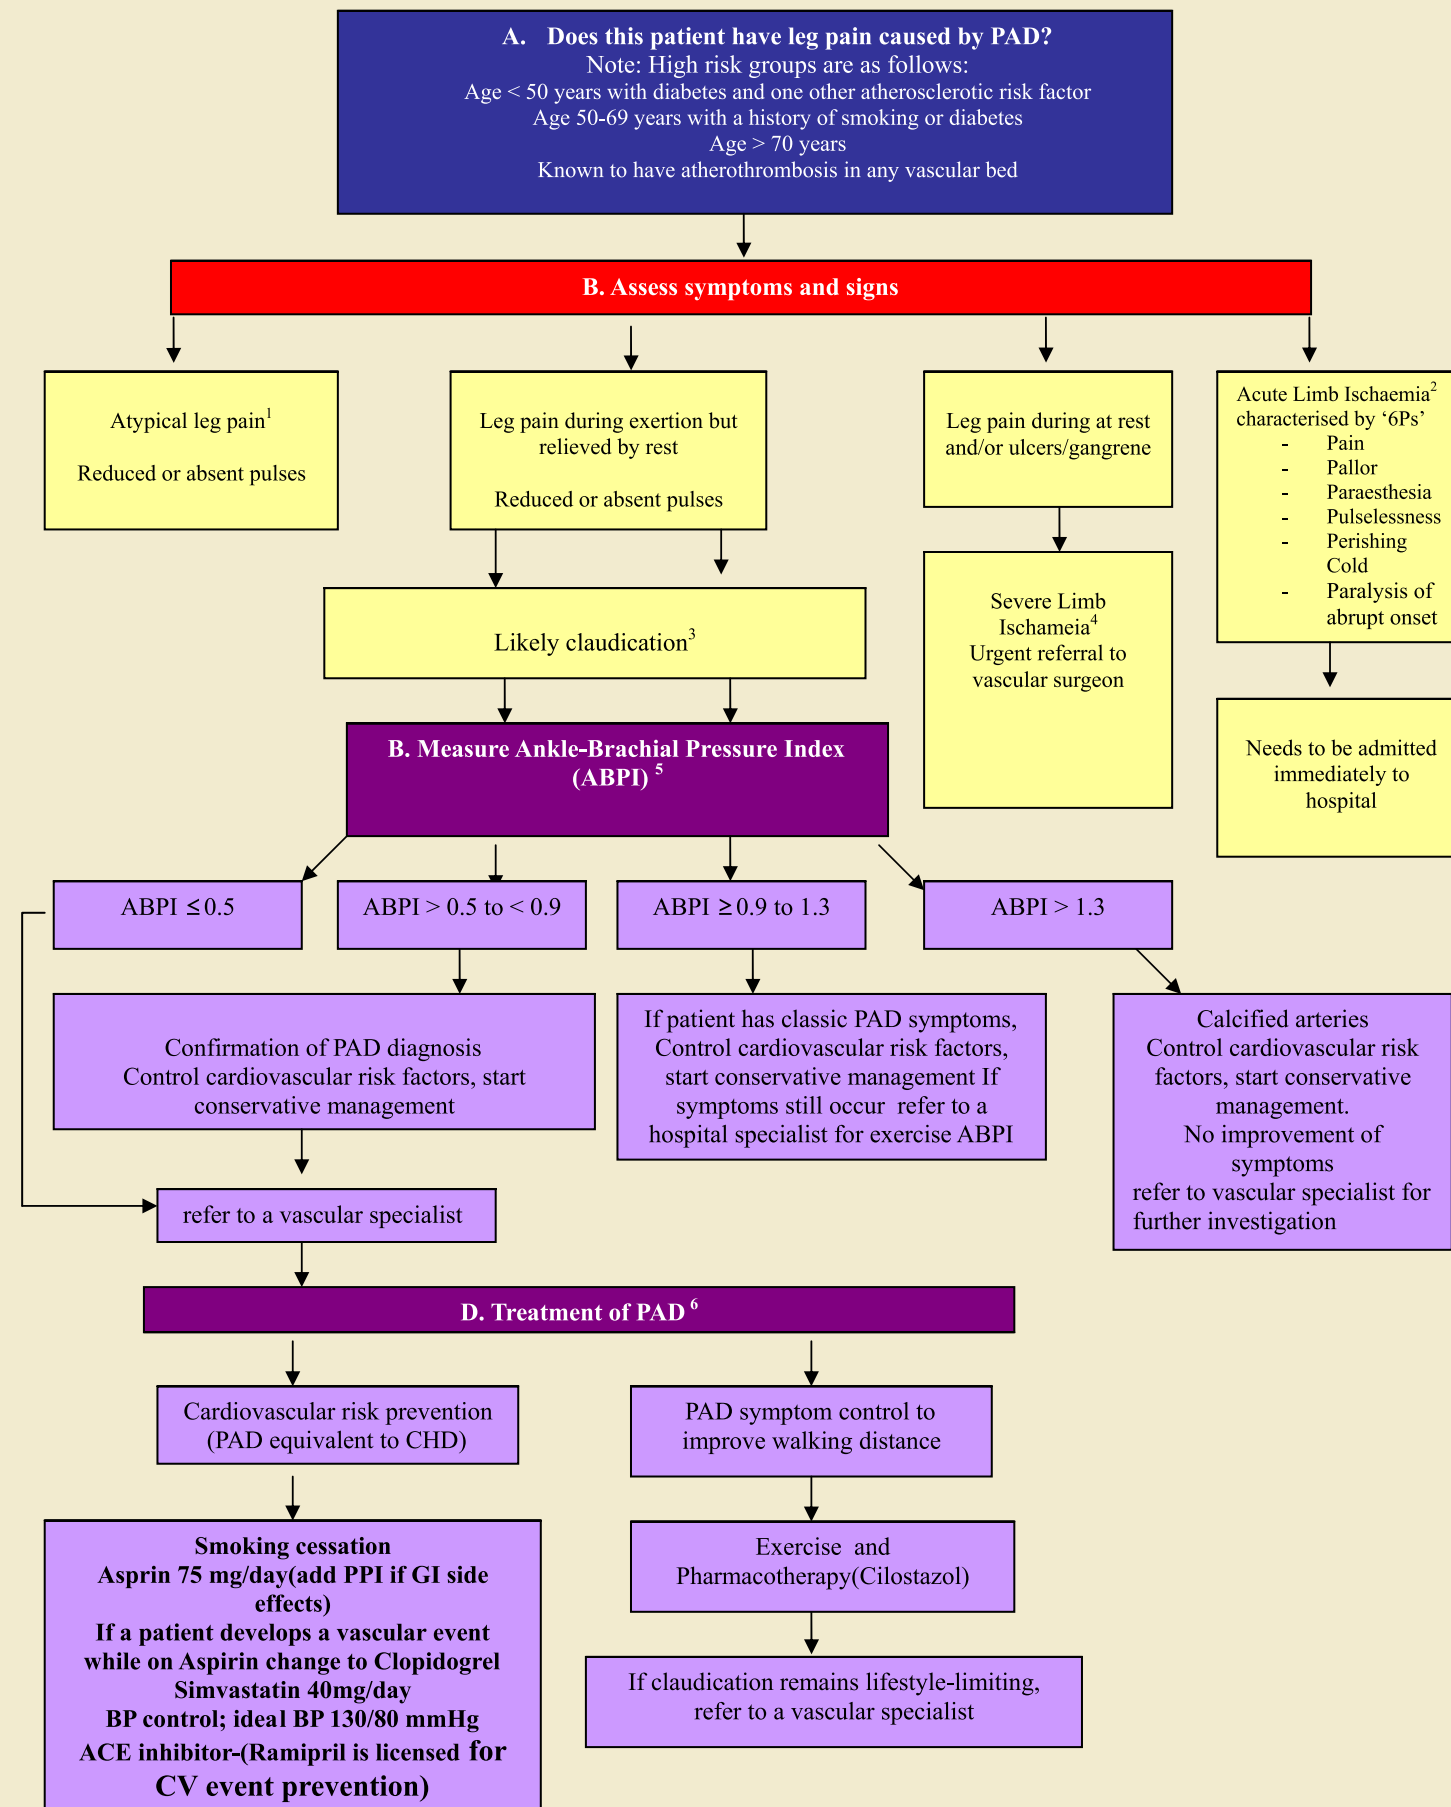 A. Does this patient have leg pain caused by PAD?
Note: High risk groups are as follows:
Age < 50 years with diabetes and one other atherosclerotic risk factor
Age 50-69 years with a history of smoking or diabetes
Age > 70 years
Known to have atherothrombosis in any vascular bed
B. Assess symptoms and signs
Atypical leg pain1
Reduced or absent pulses
Leg pain during exertion but
relieved by rest
Reduced or absent pulses
Leg pain during at rest
and/or ulcers/gangrene
Acute Limb Ischaemia2
characterised by ‘6Ps’
- Pain
- Pallor
- Paraesthesia
- Pulselessness
- Perishing
Cold
- Paralysis of
abrupt onset
Likely claudication3
Severe Limb
Ischameia4
Urgent referral to
vascular surgeon
Needs to be admitted
immediately to
hospital
B. Measure Ankle-Brachial Pressure Index
(ABPI) 5
ABPI ≤ 0.5
ABPI > 0.5 to < 0.9
ABPI ≥ 0.9 to 1.3
ABPI > 1.3
Confirmation of PAD diagnosis
Control cardiovascular risk factors, start
conservative management
If patient has classic PAD symptoms,
Control cardiovascular risk factors,
start conservative management If
symptoms still occur refer to a
hospital specialist for exercise ABPI
Calcified arteries
Control cardiovascular risk
factors, start conservative
management.
No improvement of
symptoms
refer to vascular specialist for
further investigation
refer to a vascular specialist
D. Treatment of PAD 6
Cardiovascular risk prevention
(PAD equivalent to CHD)
PAD symptom control to
improve walking distance
Smoking cessation
Asprin 75 mg/day(add PPI if GI side
effects)
If a patient develops a vascular event
while on Aspirin change to Clopidogrel
Simvastatin 40mg/day
BP control; ideal BP 130/80 mmHg
ACE inhibitor-(Ramipril is licensed for
CV event prevention)
Exercise and
Pharmacotherapy(Cilostazol)
If claudication remains lifestyle-limiting,
refer to a vascular specialist